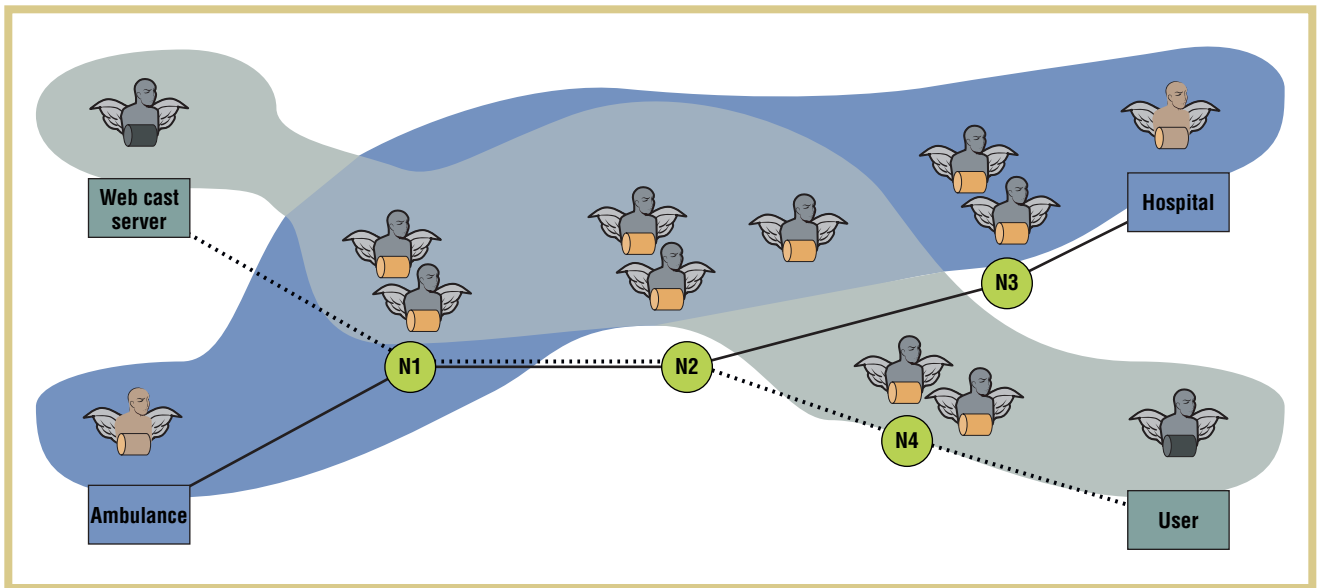 Web cast
server
Hospital
N3
N1
N2
N4
Ambulance
User